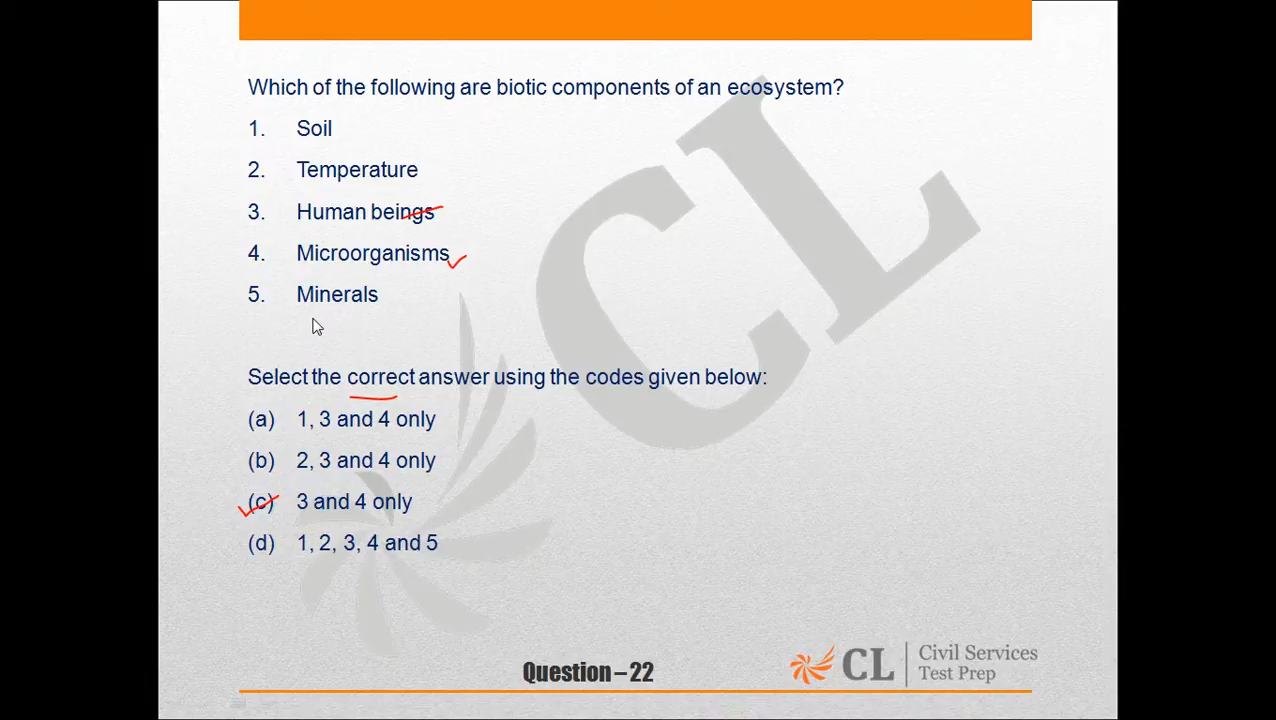 Which of the following are biotic components of an ecosystem?
1. Soil
2. Temperature
3. Human beings
4. Microorganisms
5. Minerals
Select the correct answer using the codes given below:
(a) 1, 3 and 4 only
(b) 2, 3 and 4 only
(c) 3 and 4 only
(d) 1, 2, 3, 4 and 5
CL
Question – 22
CL Civil Services
Test Prep